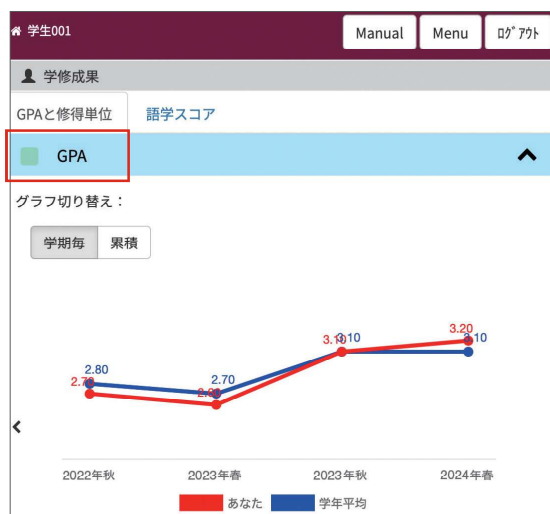 学生001
Manual
Menu
ﾛｸﾞｱｳﾄ
学修成果
GPAと修得単位
語学スコア
GPA
グラフ切り替え：
学期毎
累積
3.20
3.10
3.10
3.10
2.80
2.70
2022年秋
2023年春
2023年秋
2024年春
あなた
学年平均